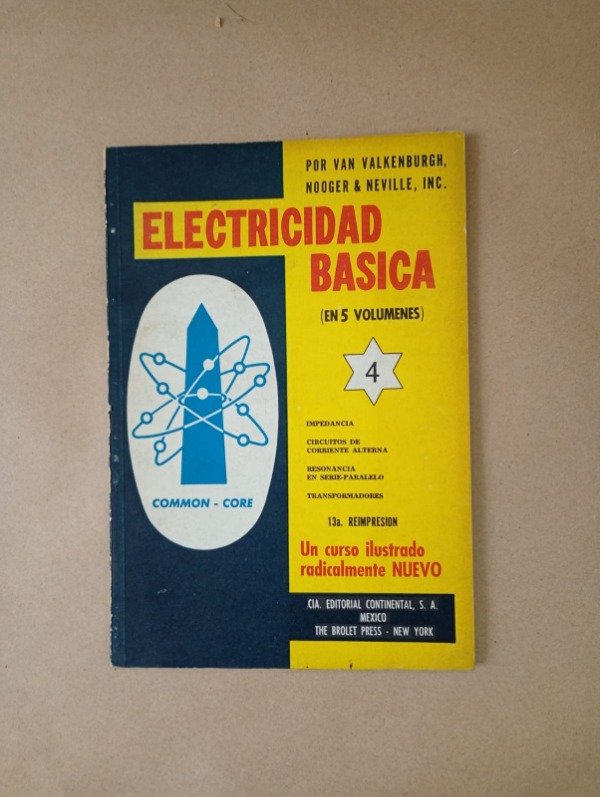 POR VAN VALKENBURGH,
NOOGER & NEVILLE, INC.
ELECTRICIDAD
BASICA
(EN 5 VOLUMENES)
4
IMPEDANCIA
CIRCUITOS DE
CORRIENTE ALTERNA
RESONANCIA
EN SERIE-PARALELO
TRANSFORMADORES
13a. REIMPRESION
Un curso ilustrado
radicalmente NUEVO
COMMON - CORE
CIA. EDITORIAL CONTINENTAL, S. A.
MEXICO
THE BROLET PRESS - NEW YORK